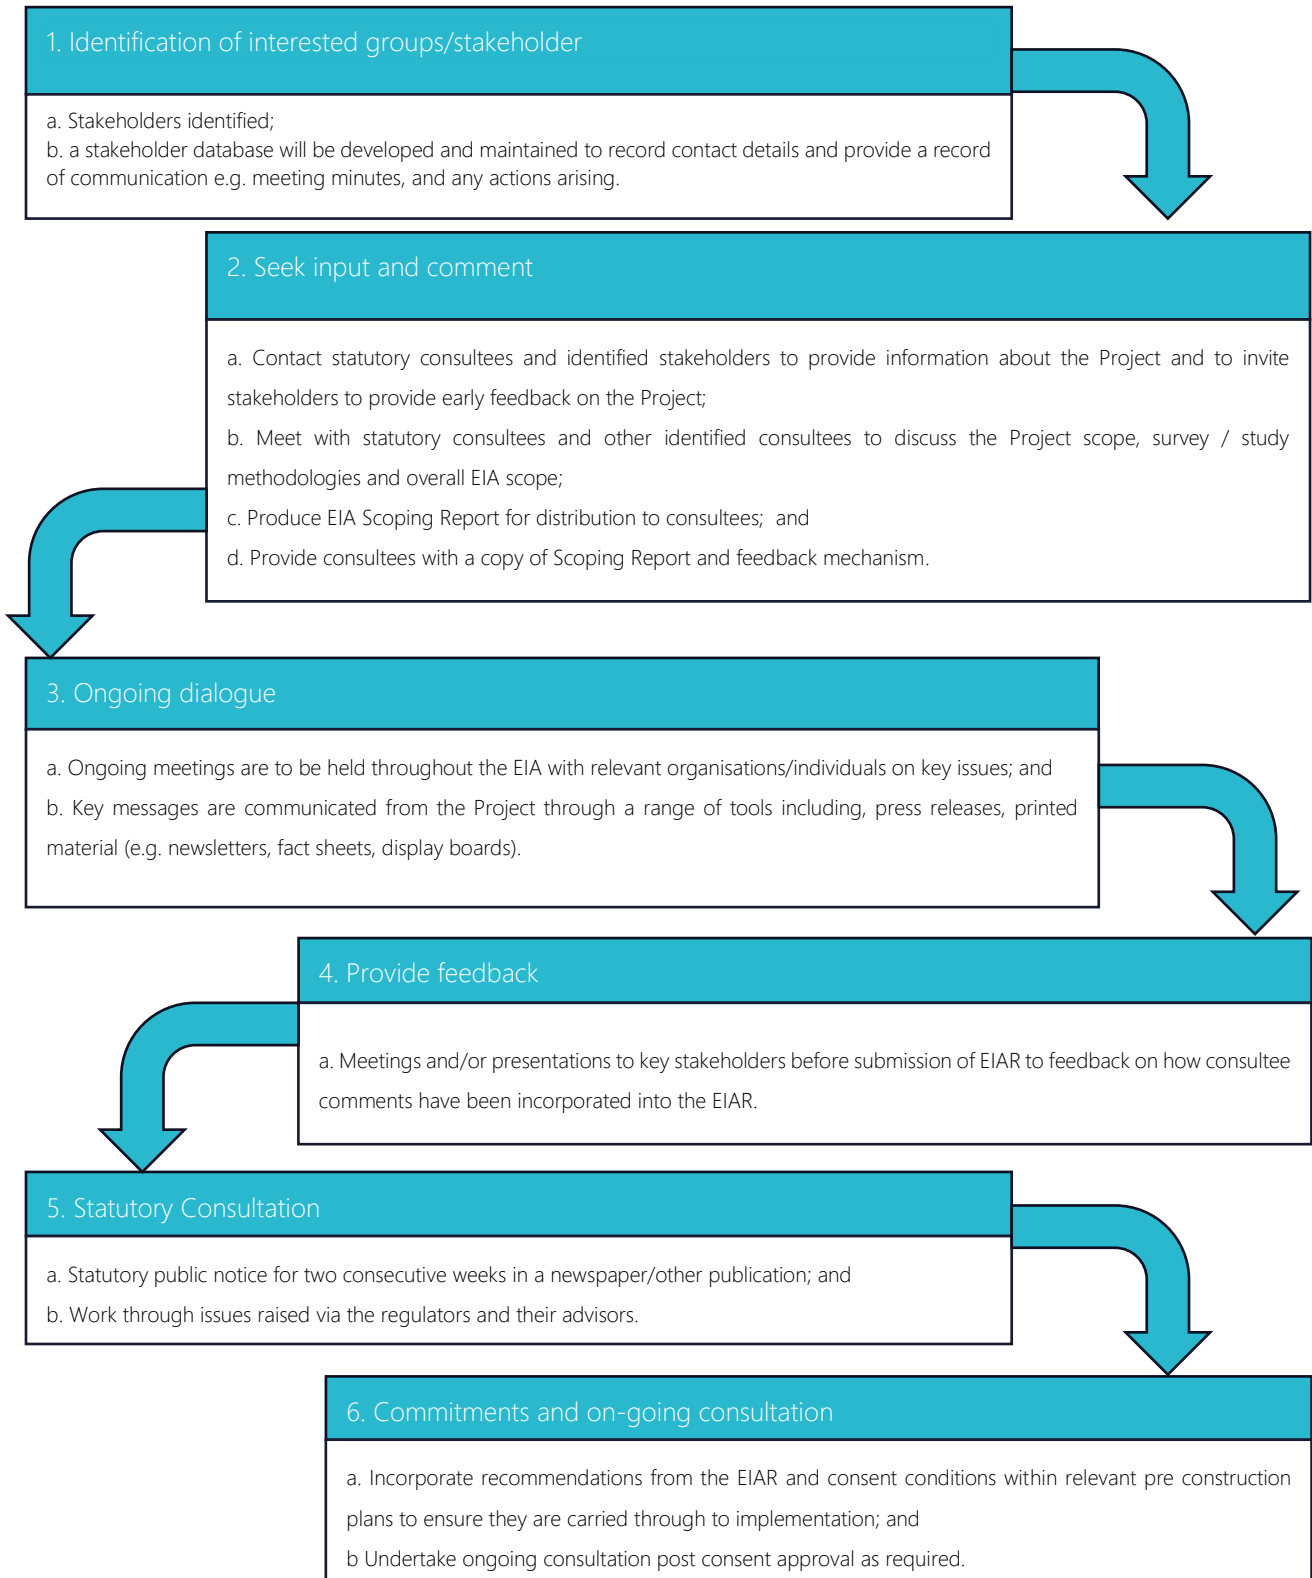 1. Identification of interested groups/stakeholder
a. Stakeholders identified;
b. a stakeholder database will be developed and maintained to record contact details and provide a record
of communication e.g. meeting minutes, and any actions arising.
2. Seek input and comment
a. Contact statutory consultees and identified stakeholders to provide information about the Project and to invite
stakeholders to provide early feedback on the Project;
b. Meet with statutory consultees and other identified consultees to discuss the Project scope, survey / study
methodologies and overall EIA scope;
c. Produce EIA Scoping Report for distribution to consultees; and
d. Provide consultees with a copy of Scoping Report and feedback mechanism.
3. Ongoing dialogue
a. Ongoing meetings are to be held throughout the EIA with relevant organisations/individuals on key issues; and
b. Key messages are communicated from the Project through a range of tools including, press releases, printed
material (e.g. newsletters, fact sheets, display boards).
4. Provide feedback
a. Meetings and/or presentations to key stakeholders before submission of EIAR to feedback on how consultee
comments have been incorporated into the EIAR.
5. Statutory Consultation
a. Statutory public notice for two consecutive weeks in a newspaper/other publication; and
b. Work through issues raised via the regulators and their advisors.
6. Commitments and on-going consultation
a. Incorporate recommendations from the EIAR and consent conditions within relevant pre construction
plans to ensure they are carried through to implementation; and
b Undertake ongoing consultation post consent approval as required.